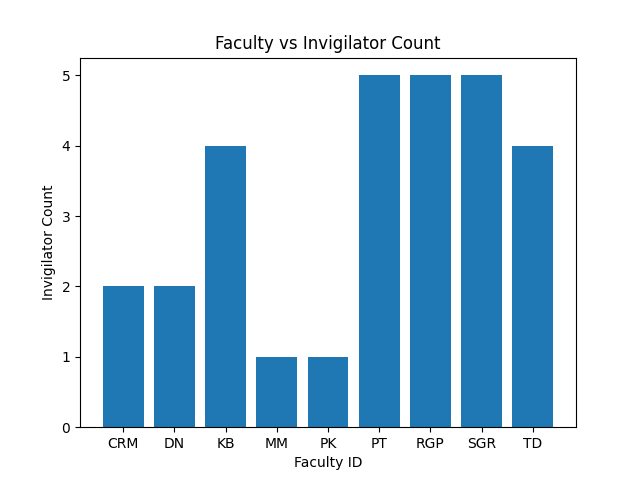 Faculty vs Invigilator Count
Invigilator Count
5
4
3
2
1
0
CRM DN KB MM PK PT RGP SGR TD
Faculty ID